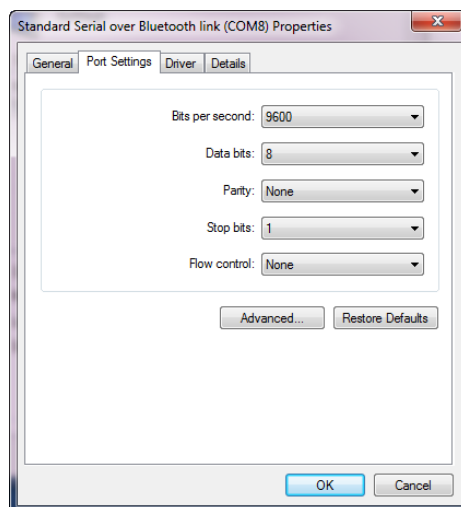 Standard Serial over Bluetooth link (COM8) Properties
General Port Settings Driver Details
Bits per second: 9600
Data bits: 8
Parity: None
Stop bits: 1
Flow control: None
Advanced... Restore Defaults
OK Cancel